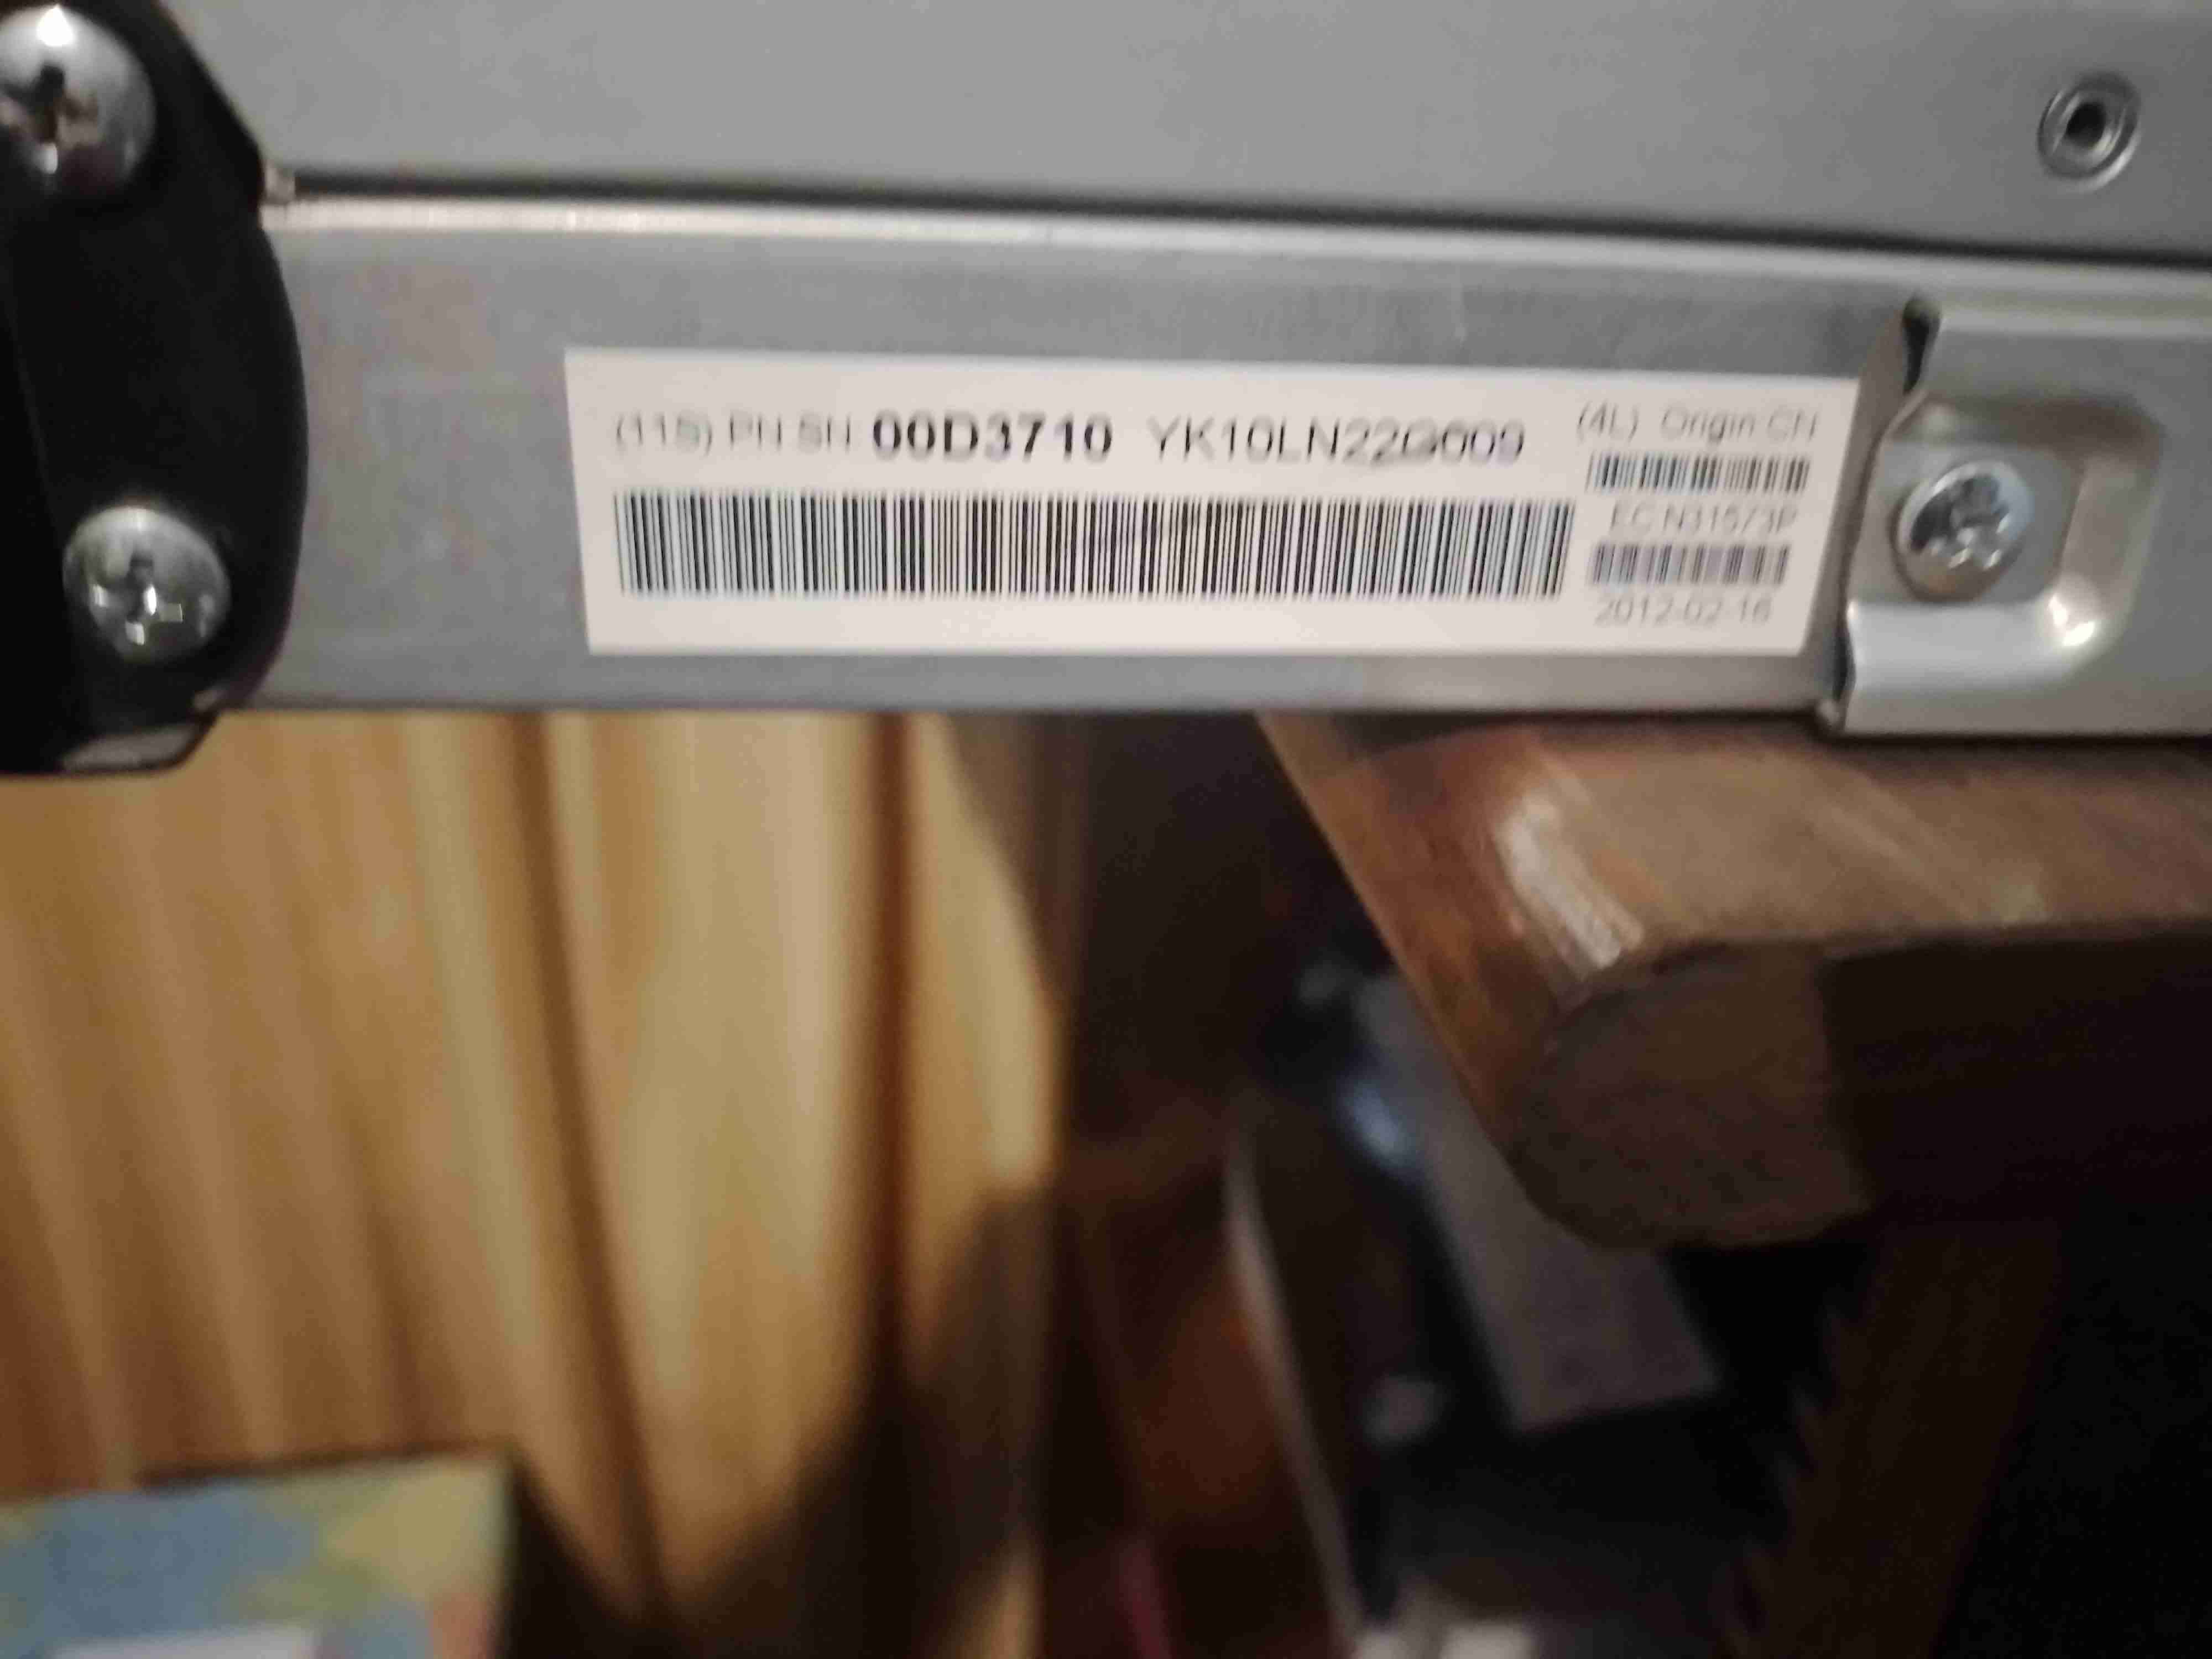 (11S) PN SN 00D3710 YK10LN22G009
(4L) Origin CN
EC N31573P
2012-02-16